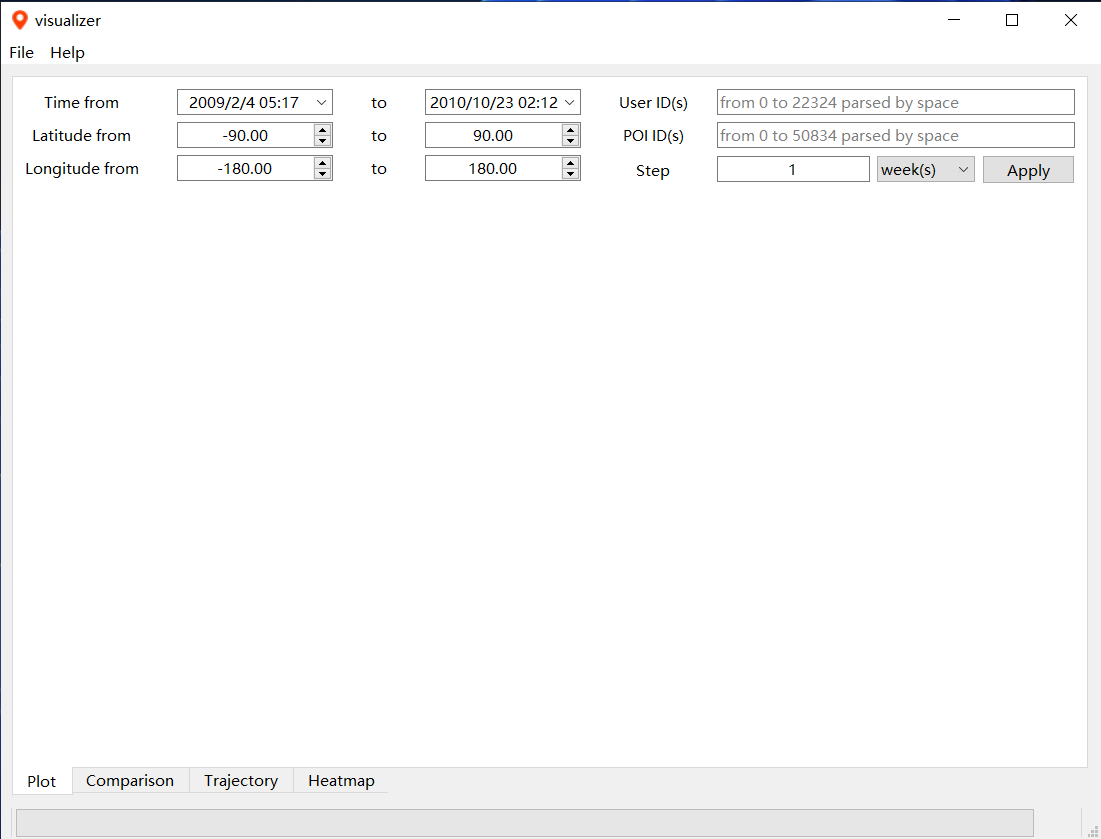 visualizer
File Help
Time from 2009/2/4 05:17 to 2010/10/23 02:12 User ID(s) from 0 to 22324 parsed by space
Latitude from -90.00 to 90.00 POI ID(s) from 0 to 50834 parsed by space
Longitude from -180.00 to 180.00 Step 1 week(s) Apply
Plot Comparison Trajectory Heatmap